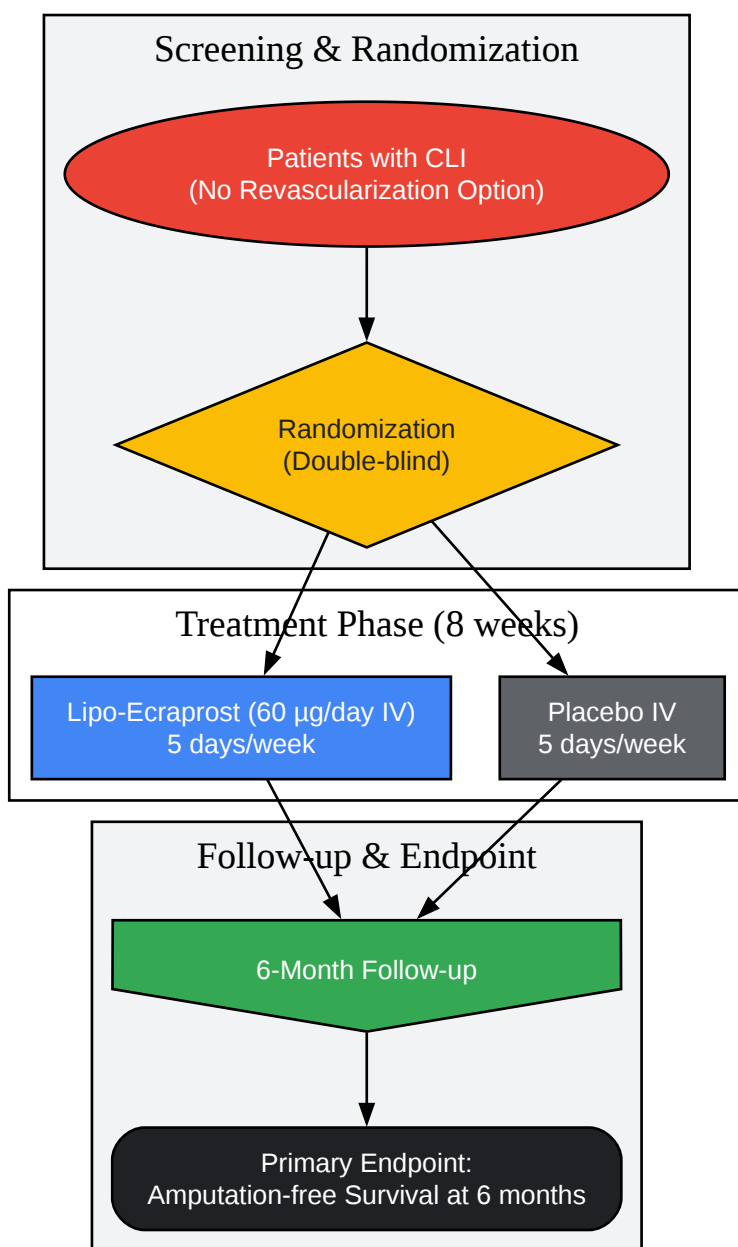 Screening & Randomization
Patients with CLI
(No Revascularization Option)
Randomization
(Double-blind)
Treatment Phase (8 weeks)
Lipo-Ecraprost (60 µg/day IV)
5 days/week
Placebo IV
5 days/week
Follow-up & Endpoint
6-Month Follow-up
Primary Endpoint:
Amputation-free Survival at 6 months